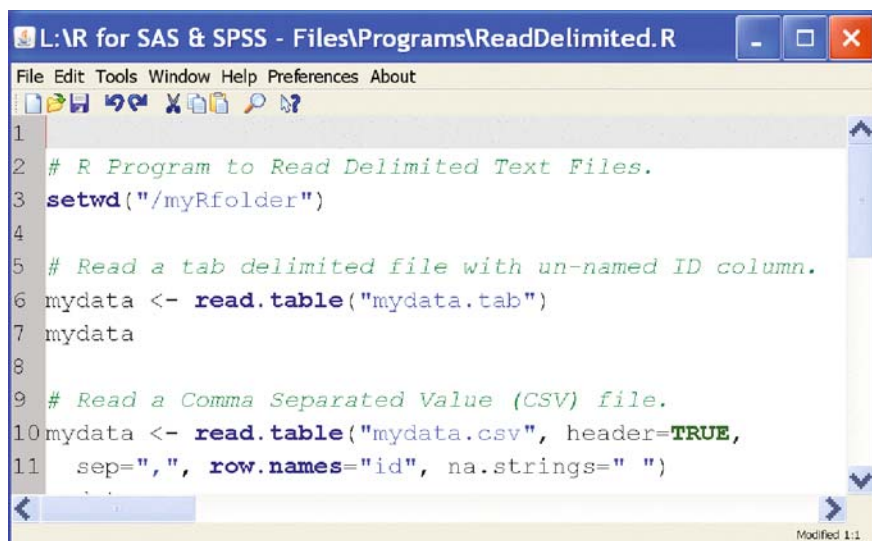 L:\R for SAS & SPSS - Files\Programs\ReadDelimited.R
File Edit Tools Window Help Preferences About
1
2 # R Program to Read Delimited Text Files.
3 setwd("/myRfolder")
4
5 # Read a tab delimited file with un-named ID column.
6 mydata <- read.table("mydata.tab")
7 mydata
8
9 # Read a Comma Separated Value (CSV) file.
10 mydata <- read.table("mydata.csv", header=TRUE,
11 sep=",", row.names="id", na.strings=" ")
Modified 1:1